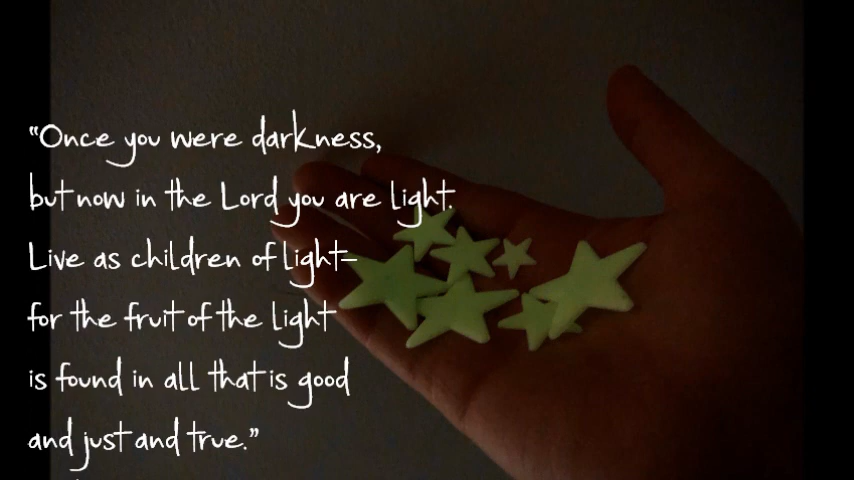 “Once you were darkness,
but now in the Lord you are light.
Live as children of light–
for the fruit of the light
is found in all that is good
and just and true.”